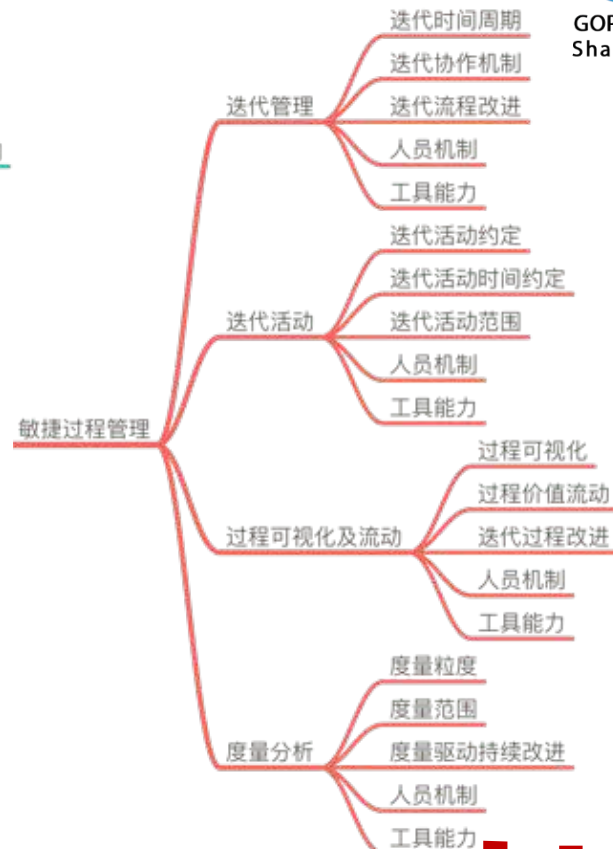 GOP
Sha
迭代时间周期
迭代协作机制
迭代管理
迭代流程改进
人员机制
工具能力
迭代活动约定
迭代活动时间约定
迭代活动
迭代活动范围
人员机制
工具能力
敏捷过程管理
过程可视化
过程价值流动
过程可视化及流动
迭代过程改进
人员机制
工具能力
度量粒度
度量范围
度量分析
度量驱动持续改进
人员机制
工具能力